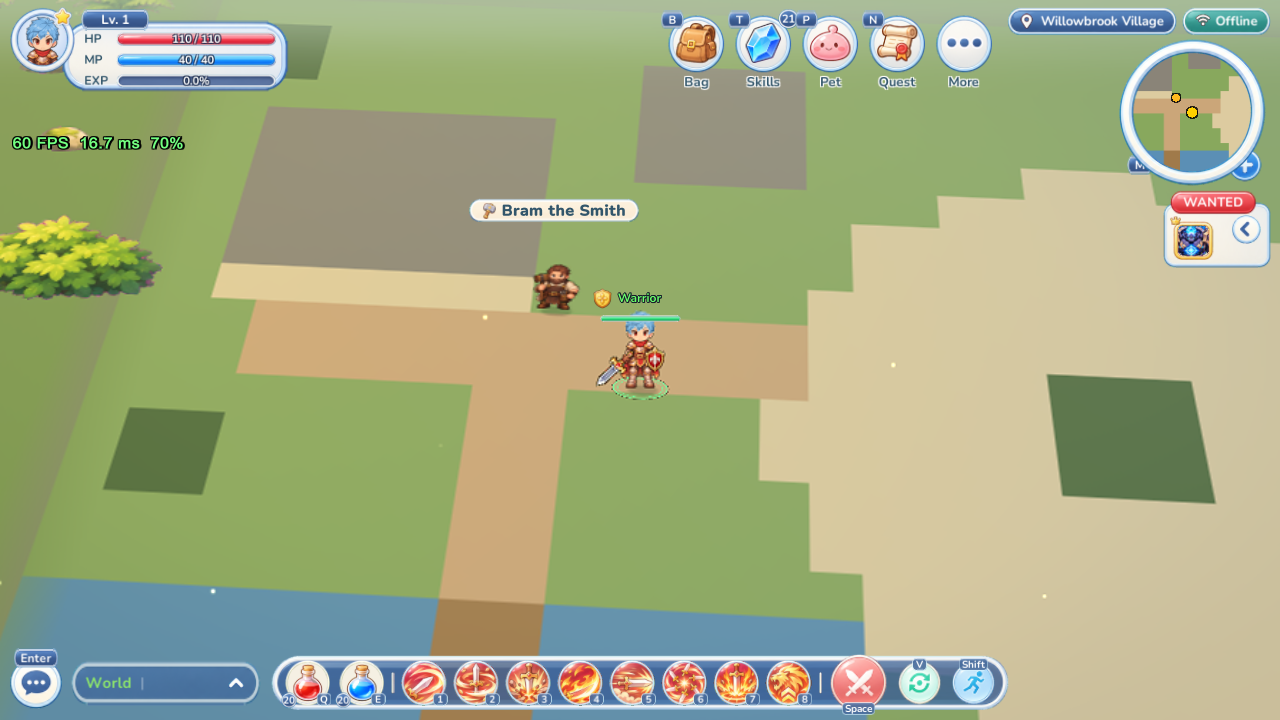 Lv. 1
HP 110 / 110
MP 40 / 40
EXP 0.0%
60 FPS 16.7 ms 70%
B Bag
T 21 Skills
P Pet
N Quest
More
Willowbrook Village
Offline
M
WANTED
Bram the Smith
Warrior
Enter
World
20 Q
20 E
1
2
3
4
5
6
7
8
Space
V
Shift